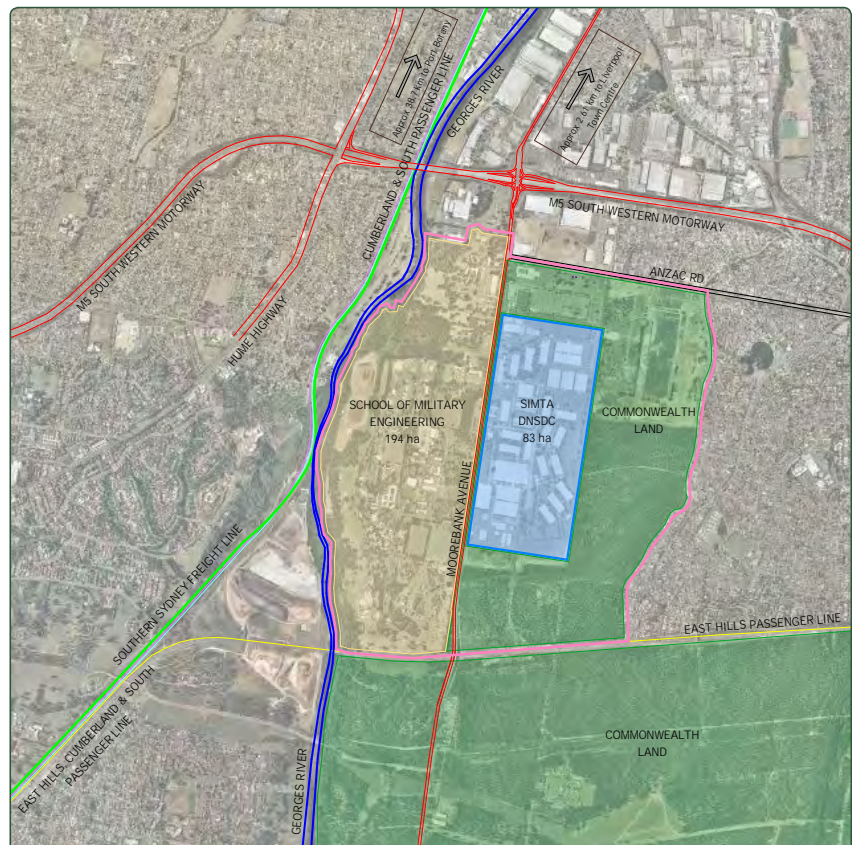 Approx 38.7 km to Port Botany
CUMBERLAND & SOUTH PASSENGER LINE
GEORGES RIVER
Approx 2.61 km to Liverpool
Town Centre
M5 SOUTH WESTERN MOTORWAY
M5 SOUTH WESTERN MOTORWAY
HUME HIGHWAY
ANZAC RD
SCHOOL OF MILITARY
ENGINEERING
194 ha
SIMTA
DNSDC
83 ha
COMMONWEALTH
LAND
MOOREBANK AVENUE
SOUTHERN SYDNEY FREIGHT LINE
EAST HILLS PASSENGER LINE
EAST HILLS, CUMBERLAND & SOUTH
PASSENGER LINE
GEORGES RIVER
COMMONWEALTH
LAND